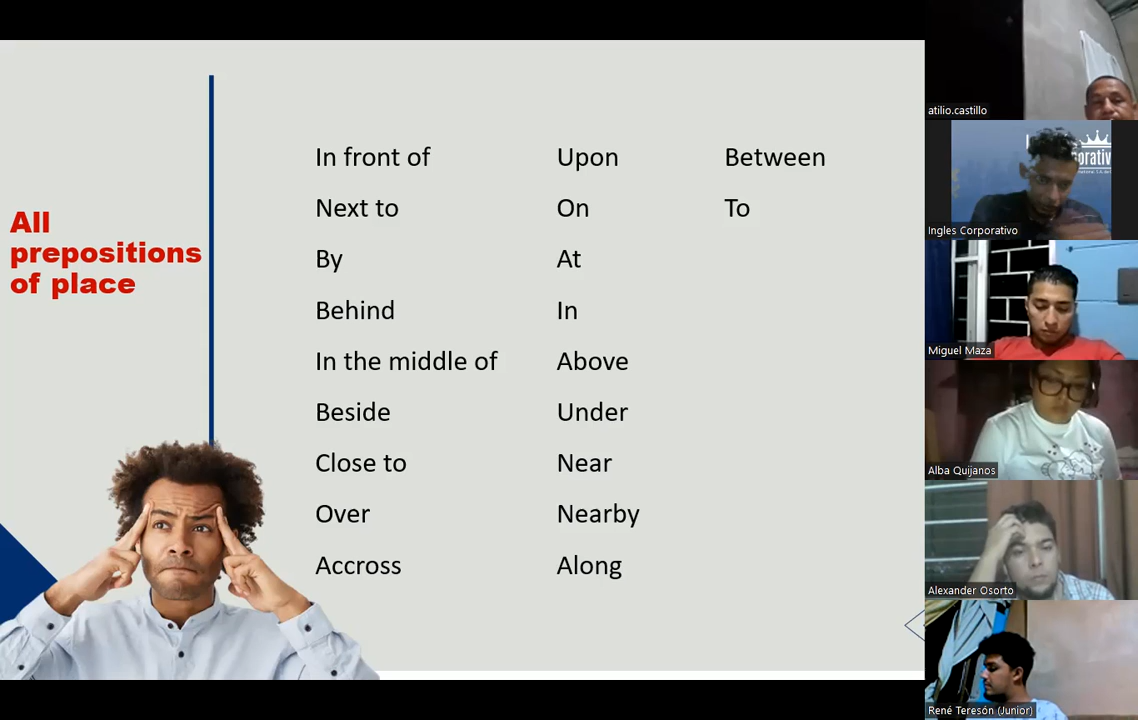 All
prepositions
of place
In front of
Next to
By
Behind
In the middle of
Beside
Close to
Over
Accross
Upon
On
At
In
Above
Under
Near
Nearby
Along
Between
To
atilio.castillo
Ingles Corporativo
Miguel Maza
Alba Quijanos
Alexander Osorto
René Teresón (Junior)